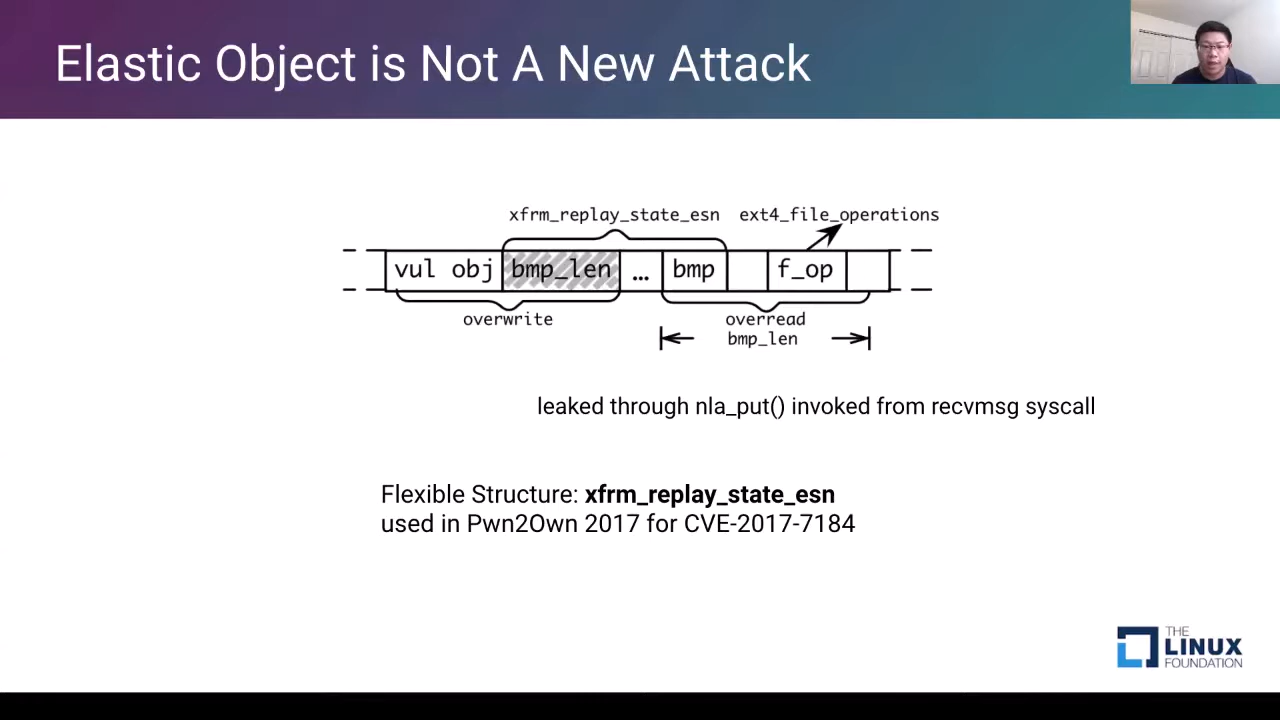 Elastic Object is Not A New Attack
xfrm_replay_state_esn ext4_file_operations
vul obj bmp_len … bmp f_op
overwrite overread
bmp_len
leaked through nla_put() invoked from recvmsg syscall
Flexible Structure: xfrm_replay_state_esn
used in Pwn2Own 2017 for CVE-2017-7184
THE
LINUX
FOUNDATION